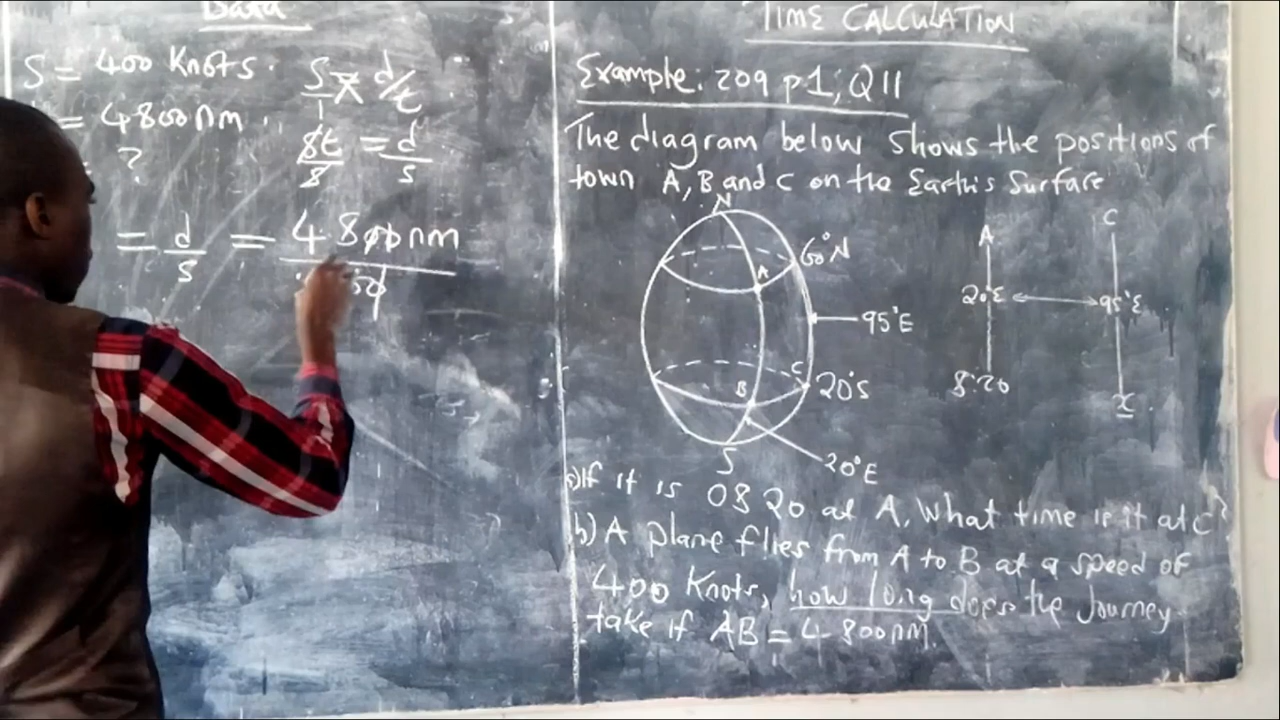 Data
S = 400 Knots.
= 4800nm.
?
S/1 × d/t
st/s = d/s
= d/s = 4800nm
TIME CALCULATION
Example: 209 p1; Q11
The diagram below shows the positions of
town A, B and C on the Earth's Surface
N
60°N
A
95°E
C
20°S
B
S
20°E
A
C
20°E
95°E
8:20
x
a) If it is 0820 at A, What time is it at C?
b) A plane flies from A to B at a speed of
400 Knots, how long does the Journey
take if AB = 4800nm.